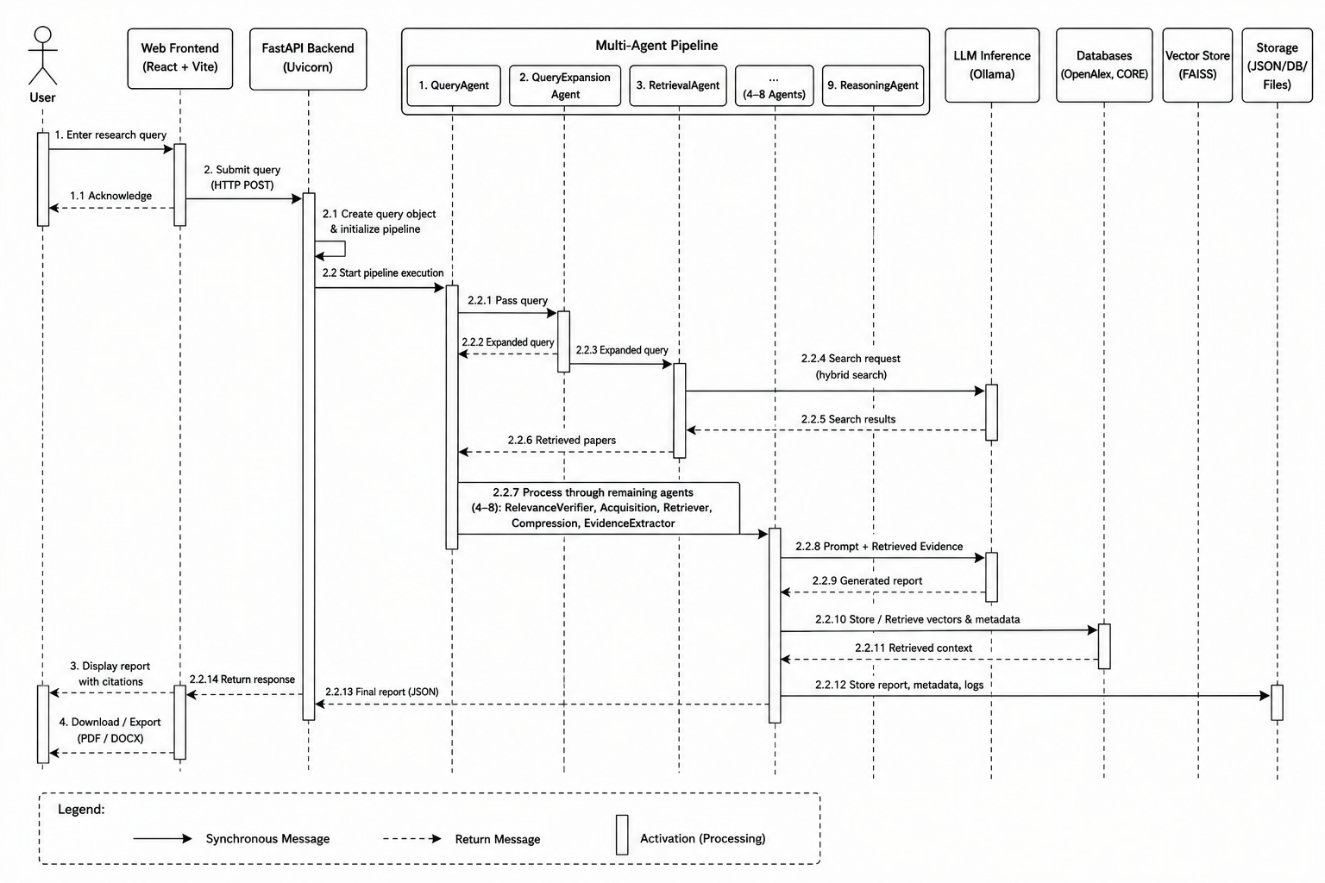 User
Web Frontend
(React + Vite)
FastAPI Backend
(Uvicorn)
Multi-Agent Pipeline
1. QueryAgent
2. QueryExpansion
Agent
3. RetrievalAgent
...
(4–8 Agents)
9. ReasoningAgent
LLM Inference
(Ollama)
Databases
(OpenAlex, CORE)
Vector Store
(FAISS)
Storage
(JSON/DB/
Files)
1. Enter research query
1.1 Acknowledge
2. Submit query
(HTTP POST)
2.1 Create query object
& initialize pipeline
2.2 Start pipeline execution
2.2.1 Pass query
2.2.2 Expanded query
2.2.3 Expanded query
2.2.4 Search request
(hybrid search)
2.2.5 Search results
2.2.6 Retrieved papers
2.2.7 Process through remaining agents
(4–8): RelevanceVerifier, Acquisition, Retriever,
Compression, EvidenceExtractor
2.2.8 Prompt + Retrieved Evidence
2.2.9 Generated report
2.2.10 Store / Retrieve vectors & metadata
2.2.11 Retrieved context
2.2.12 Store report, metadata, logs
2.2.13 Final report (JSON)
2.2.14 Return response
3. Display report
with citations
4. Download / Export
(PDF / DOCX)
Legend:
Synchronous Message
Return Message
Activation (Processing)